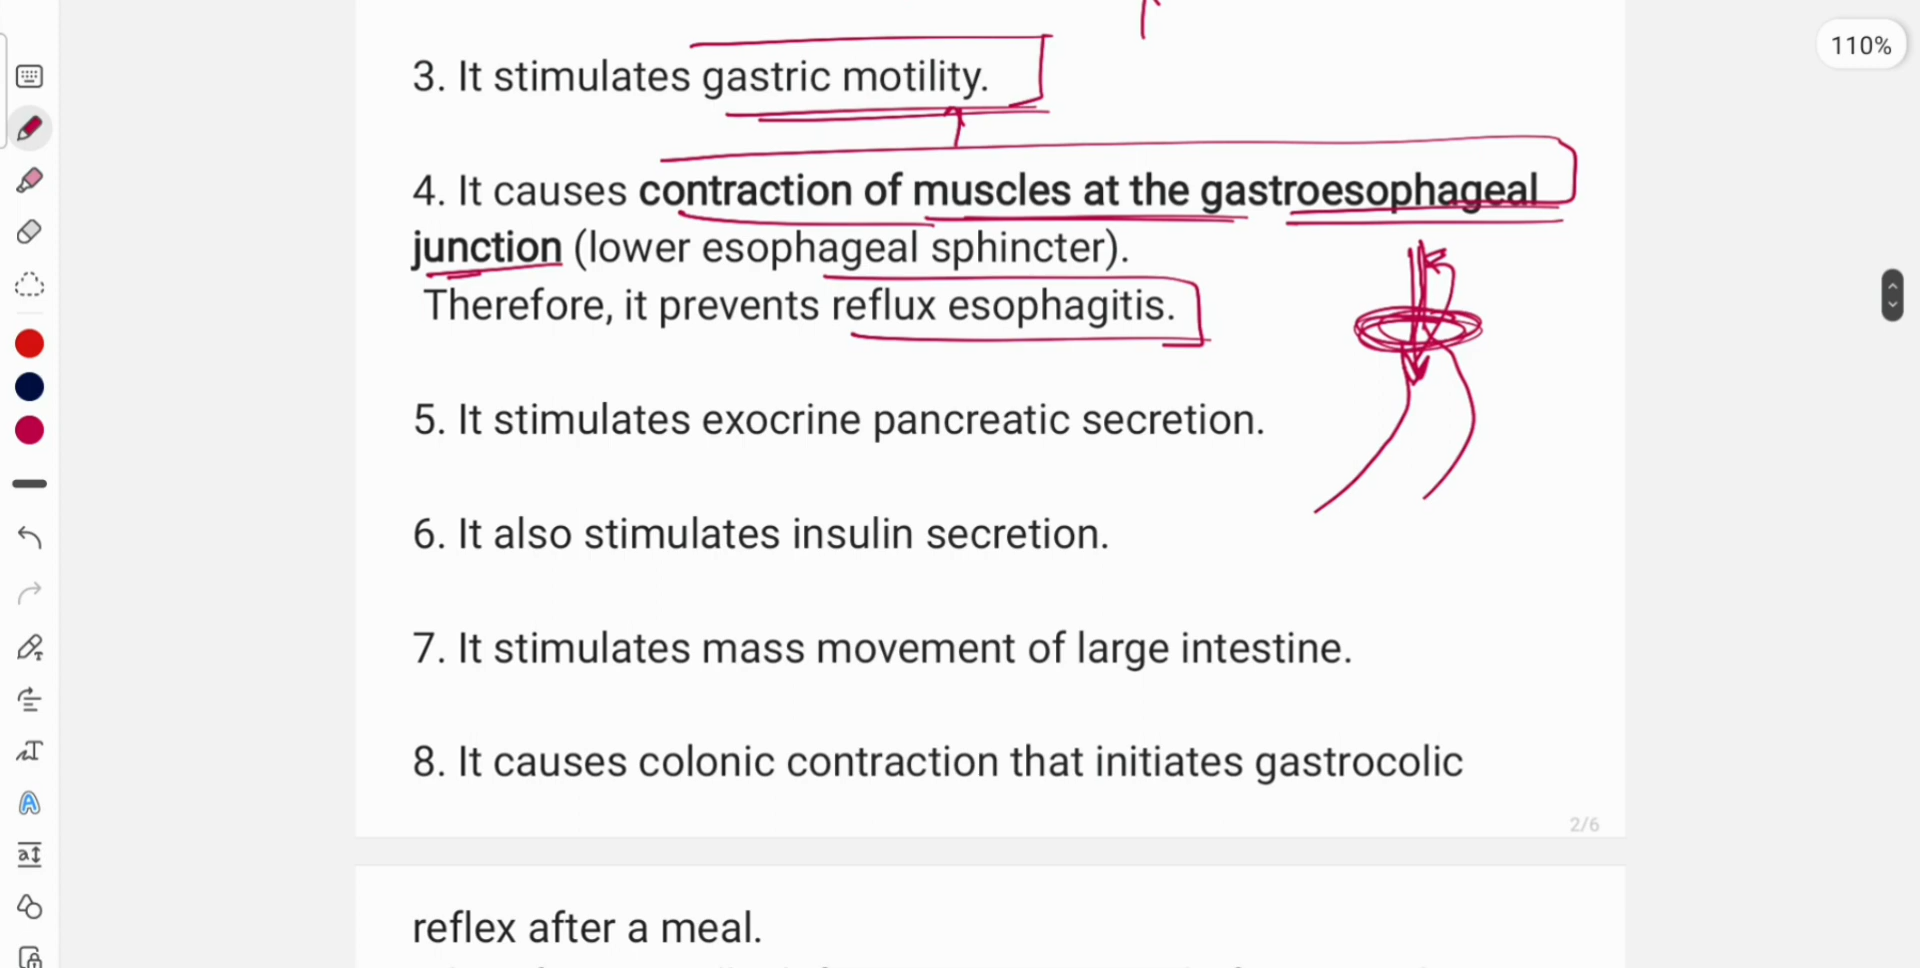 110%
3. It stimulates gastric motility.
4. It causes contraction of muscles at the gastroesophageal
junction (lower esophageal sphincter).
Therefore, it prevents reflux esophagitis.
5. It stimulates exocrine pancreatic secretion.
6. It also stimulates insulin secretion.
7. It stimulates mass movement of large intestine.
8. It causes colonic contraction that initiates gastrocolic
2/6
reflex after a meal.